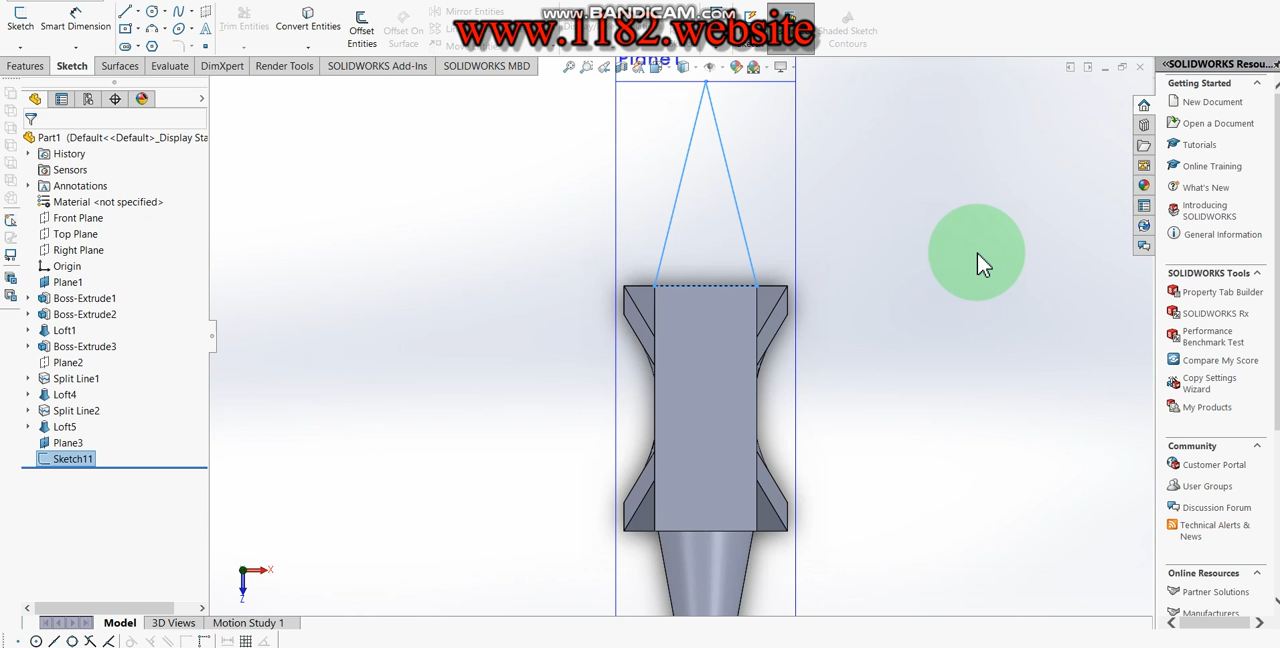 www.BANDICAM.com
www.1182.website
Sketch
Smart Dimension
Trim Entities
Convert Entities
Offset Entities
Offset On Surface
Mirror Entities
Shaded Sketch Contours
Features
Sketch
Surfaces
Evaluate
DimXpert
Render Tools
SOLIDWORKS Add-Ins
SOLIDWORKS MBD
Plane1
Part1 (Default<<Default>_Display Sta
History
Sensors
Annotations
Material <not specified>
Front Plane
Top Plane
Right Plane
Origin
Plane1
Boss-Extrude1
Boss-Extrude2
Loft1
Boss-Extrude3
Plane2
Split Line1
Loft4
Split Line2
Loft5
Plane3
Sketch11
X
Z
Model
3D Views
Motion Study 1
SOLIDWORKS Resou...
Getting Started
New Document
Open a Document
Tutorials
Online Training
What's New
Introducing
SOLIDWORKS
General Information
SOLIDWORKS Tools
Property Tab Builder
SOLIDWORKS Rx
Performance
Benchmark Test
Compare My Score
Copy Settings
Wizard
My Products
Community
Customer Portal
User Groups
Discussion Forum
Technical Alerts &
News
Online Resources
Partner Solutions
Manufacturers